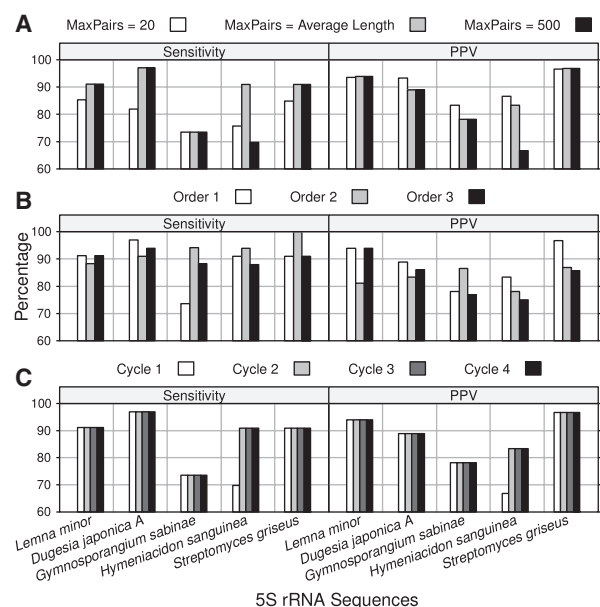 A MaxPairs = 20 MaxPairs = Average Length MaxPairs = 500
Sensitivity PPV
100
90
80
70
60
B Order 1 Order 2 Order 3
Sensitivity PPV
100
90
80
70
60
Percentage
C Cycle 1 Cycle 2 Cycle 3 Cycle 4
Sensitivity PPV
100
90
80
70
60
Lemna minor
Dugesia japonica A
Gymnosporangium sabinae
Hymeniacidon sanguinea
Streptomyces griseus
Lemna minor
Dugesia japonica A
Gymnosporangium sabinae
Hymeniacidon sanguinea
Streptomyces griseus
5S rRNA Sequences